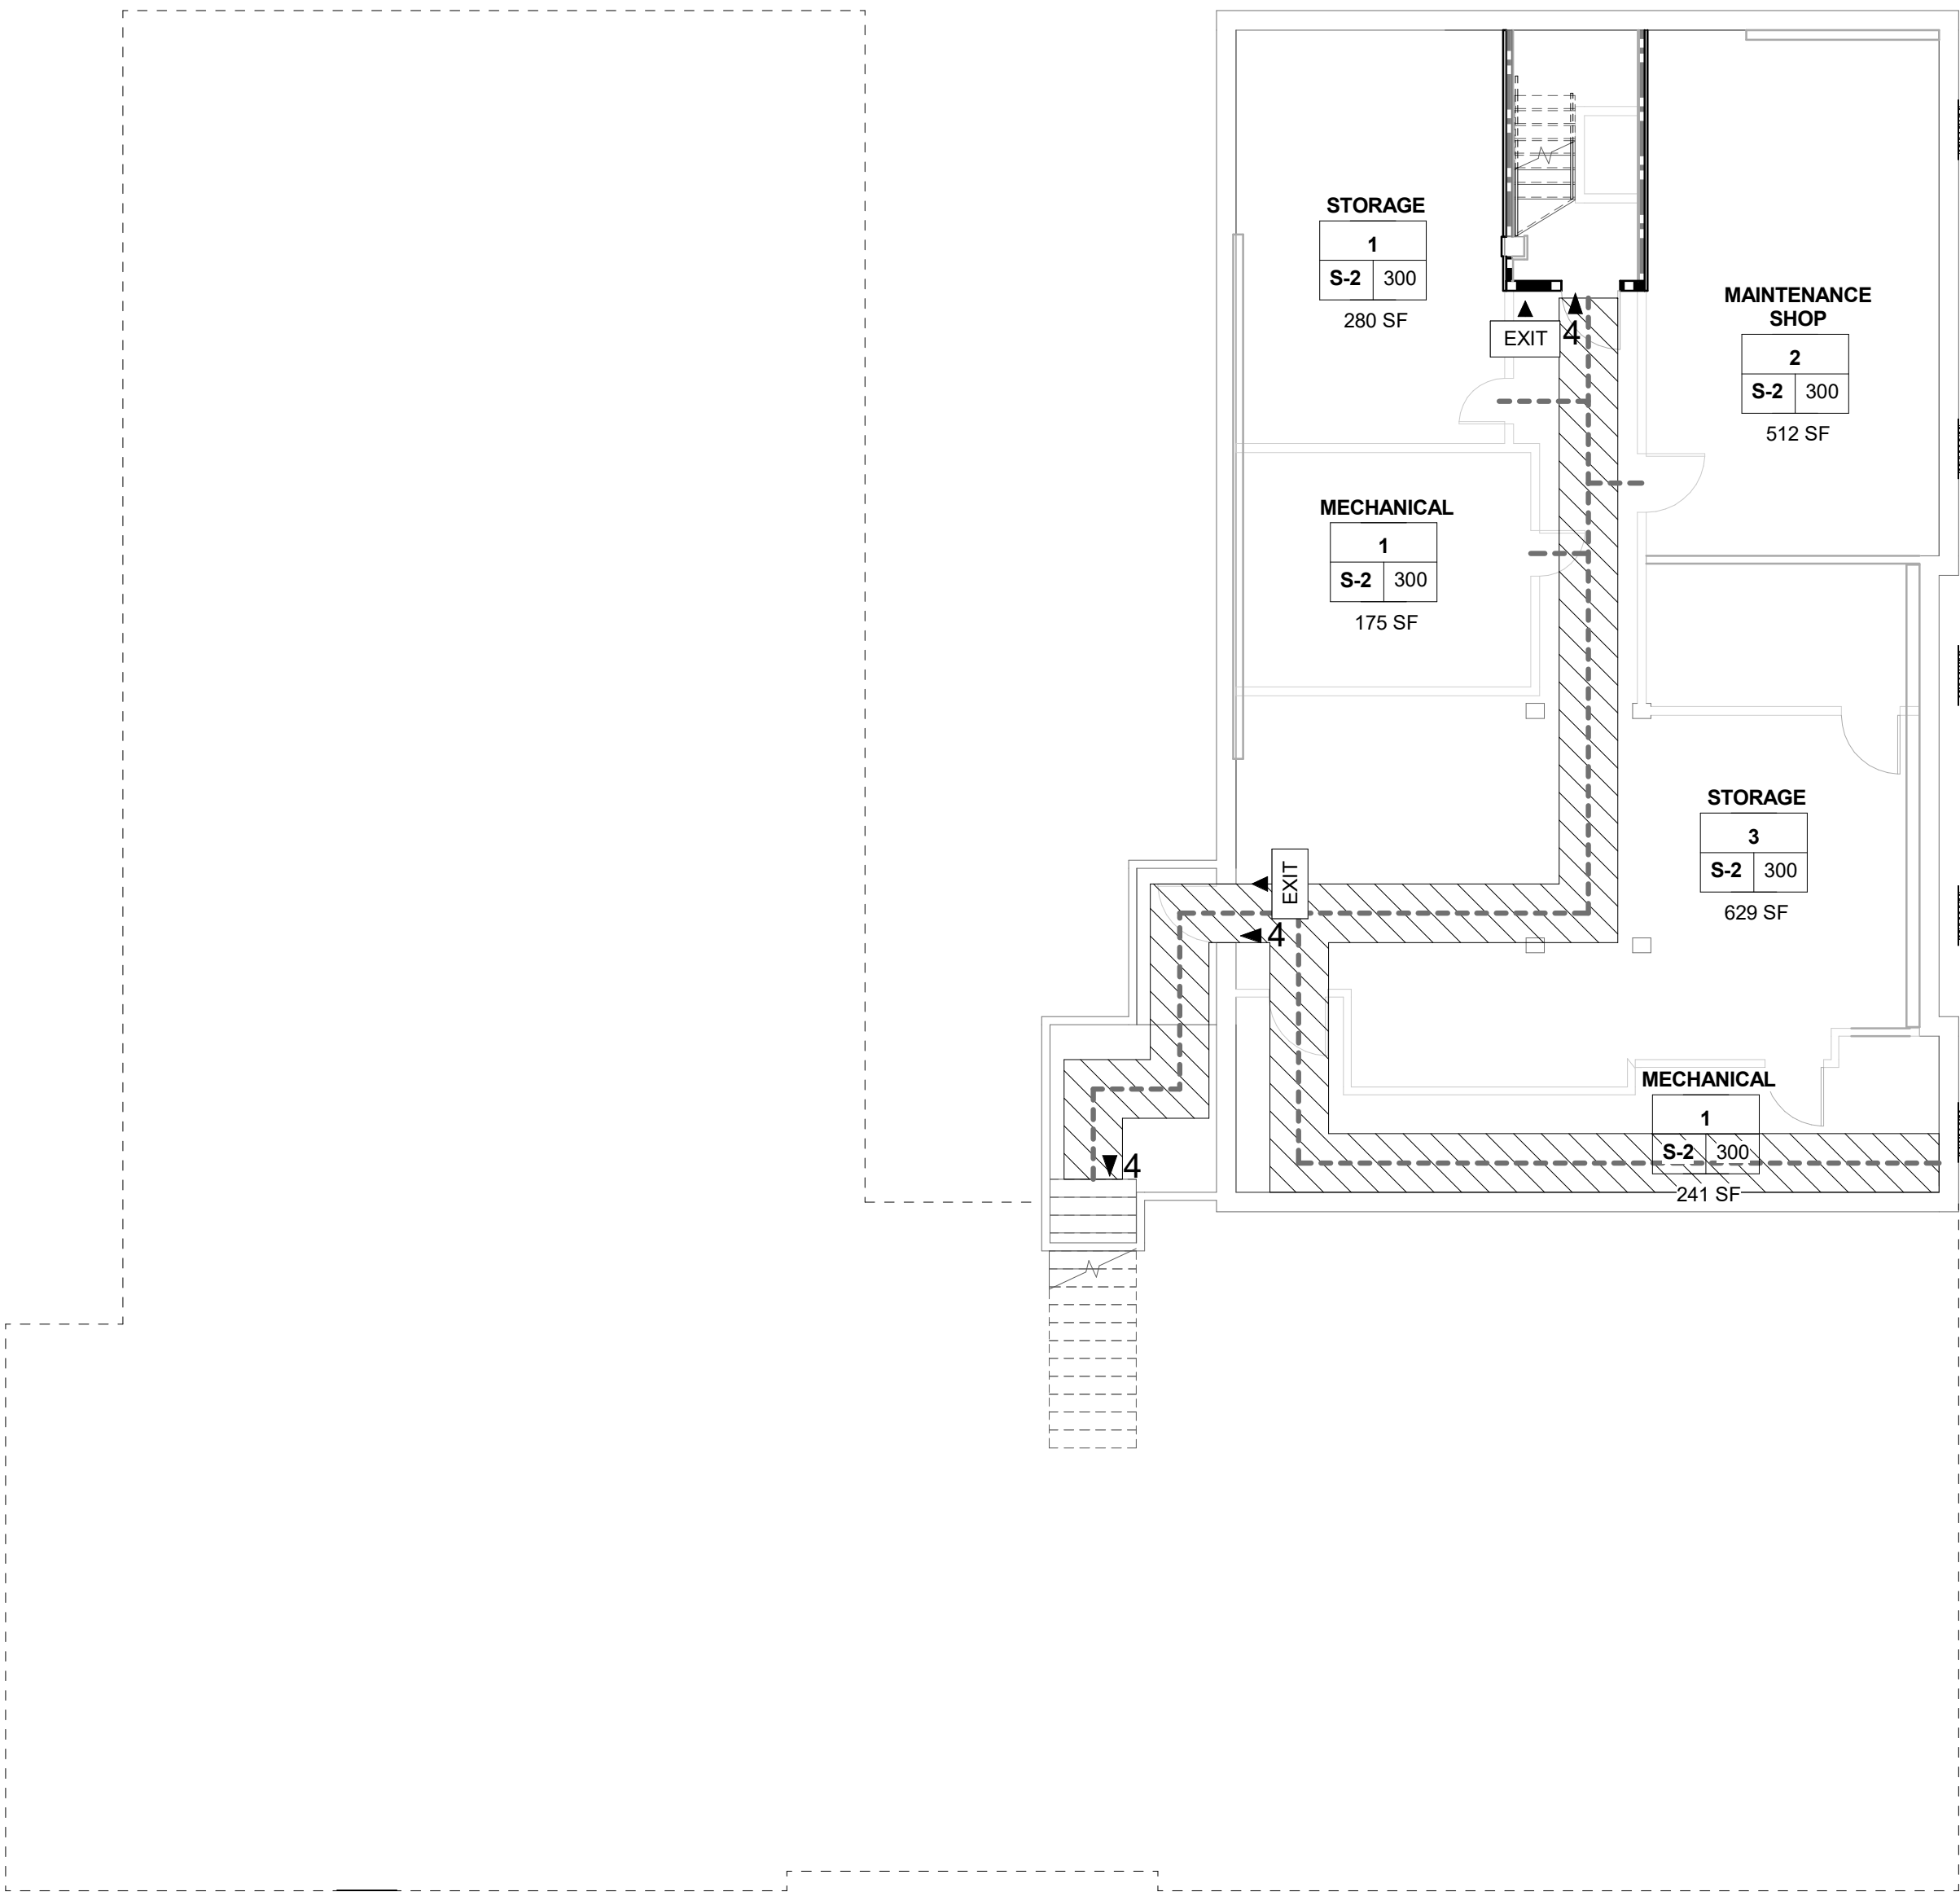 STORAGE
1
S-2 300
280 SF
MAINTENANCE
SHOP
2
S-2 300
512 SF
EXIT
4
MECHANICAL
1
S-2 300
175 SF
STORAGE
3
S-2 300
629 SF
EXIT
4
MECHANICAL
1
S-2 300
241 SF
4